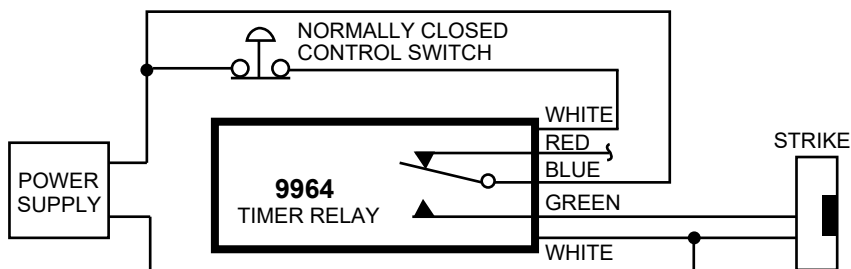 NORMALLY CLOSED
CONTROL SWITCH
WHITE
RED
STRIKE
BLUE
POWER
SUPPLY
9964
TIMER RELAY
GREEN
WHITE